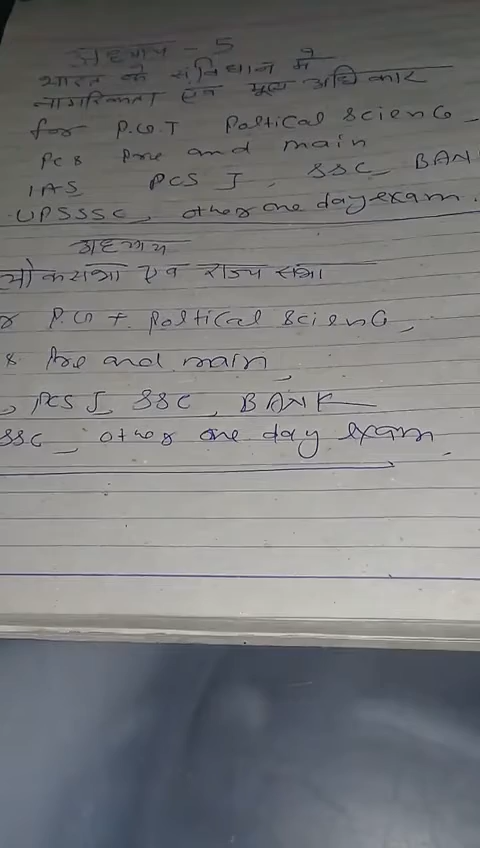 अध्याय - 5
भारत के संविधान में
नागरिकता एवं मूल अधिकार
for P.G.T Poltical Science
PCS Pre and main
IAS PCS J, SSC BANK
UPSSSC, other one day exam.
अध्याय
लोकसभा एवं राज्य सभा
r P.G T Poltical Science,
s Pre and main,
, PCS J, SSC, BANK
SSC, other one day exam.